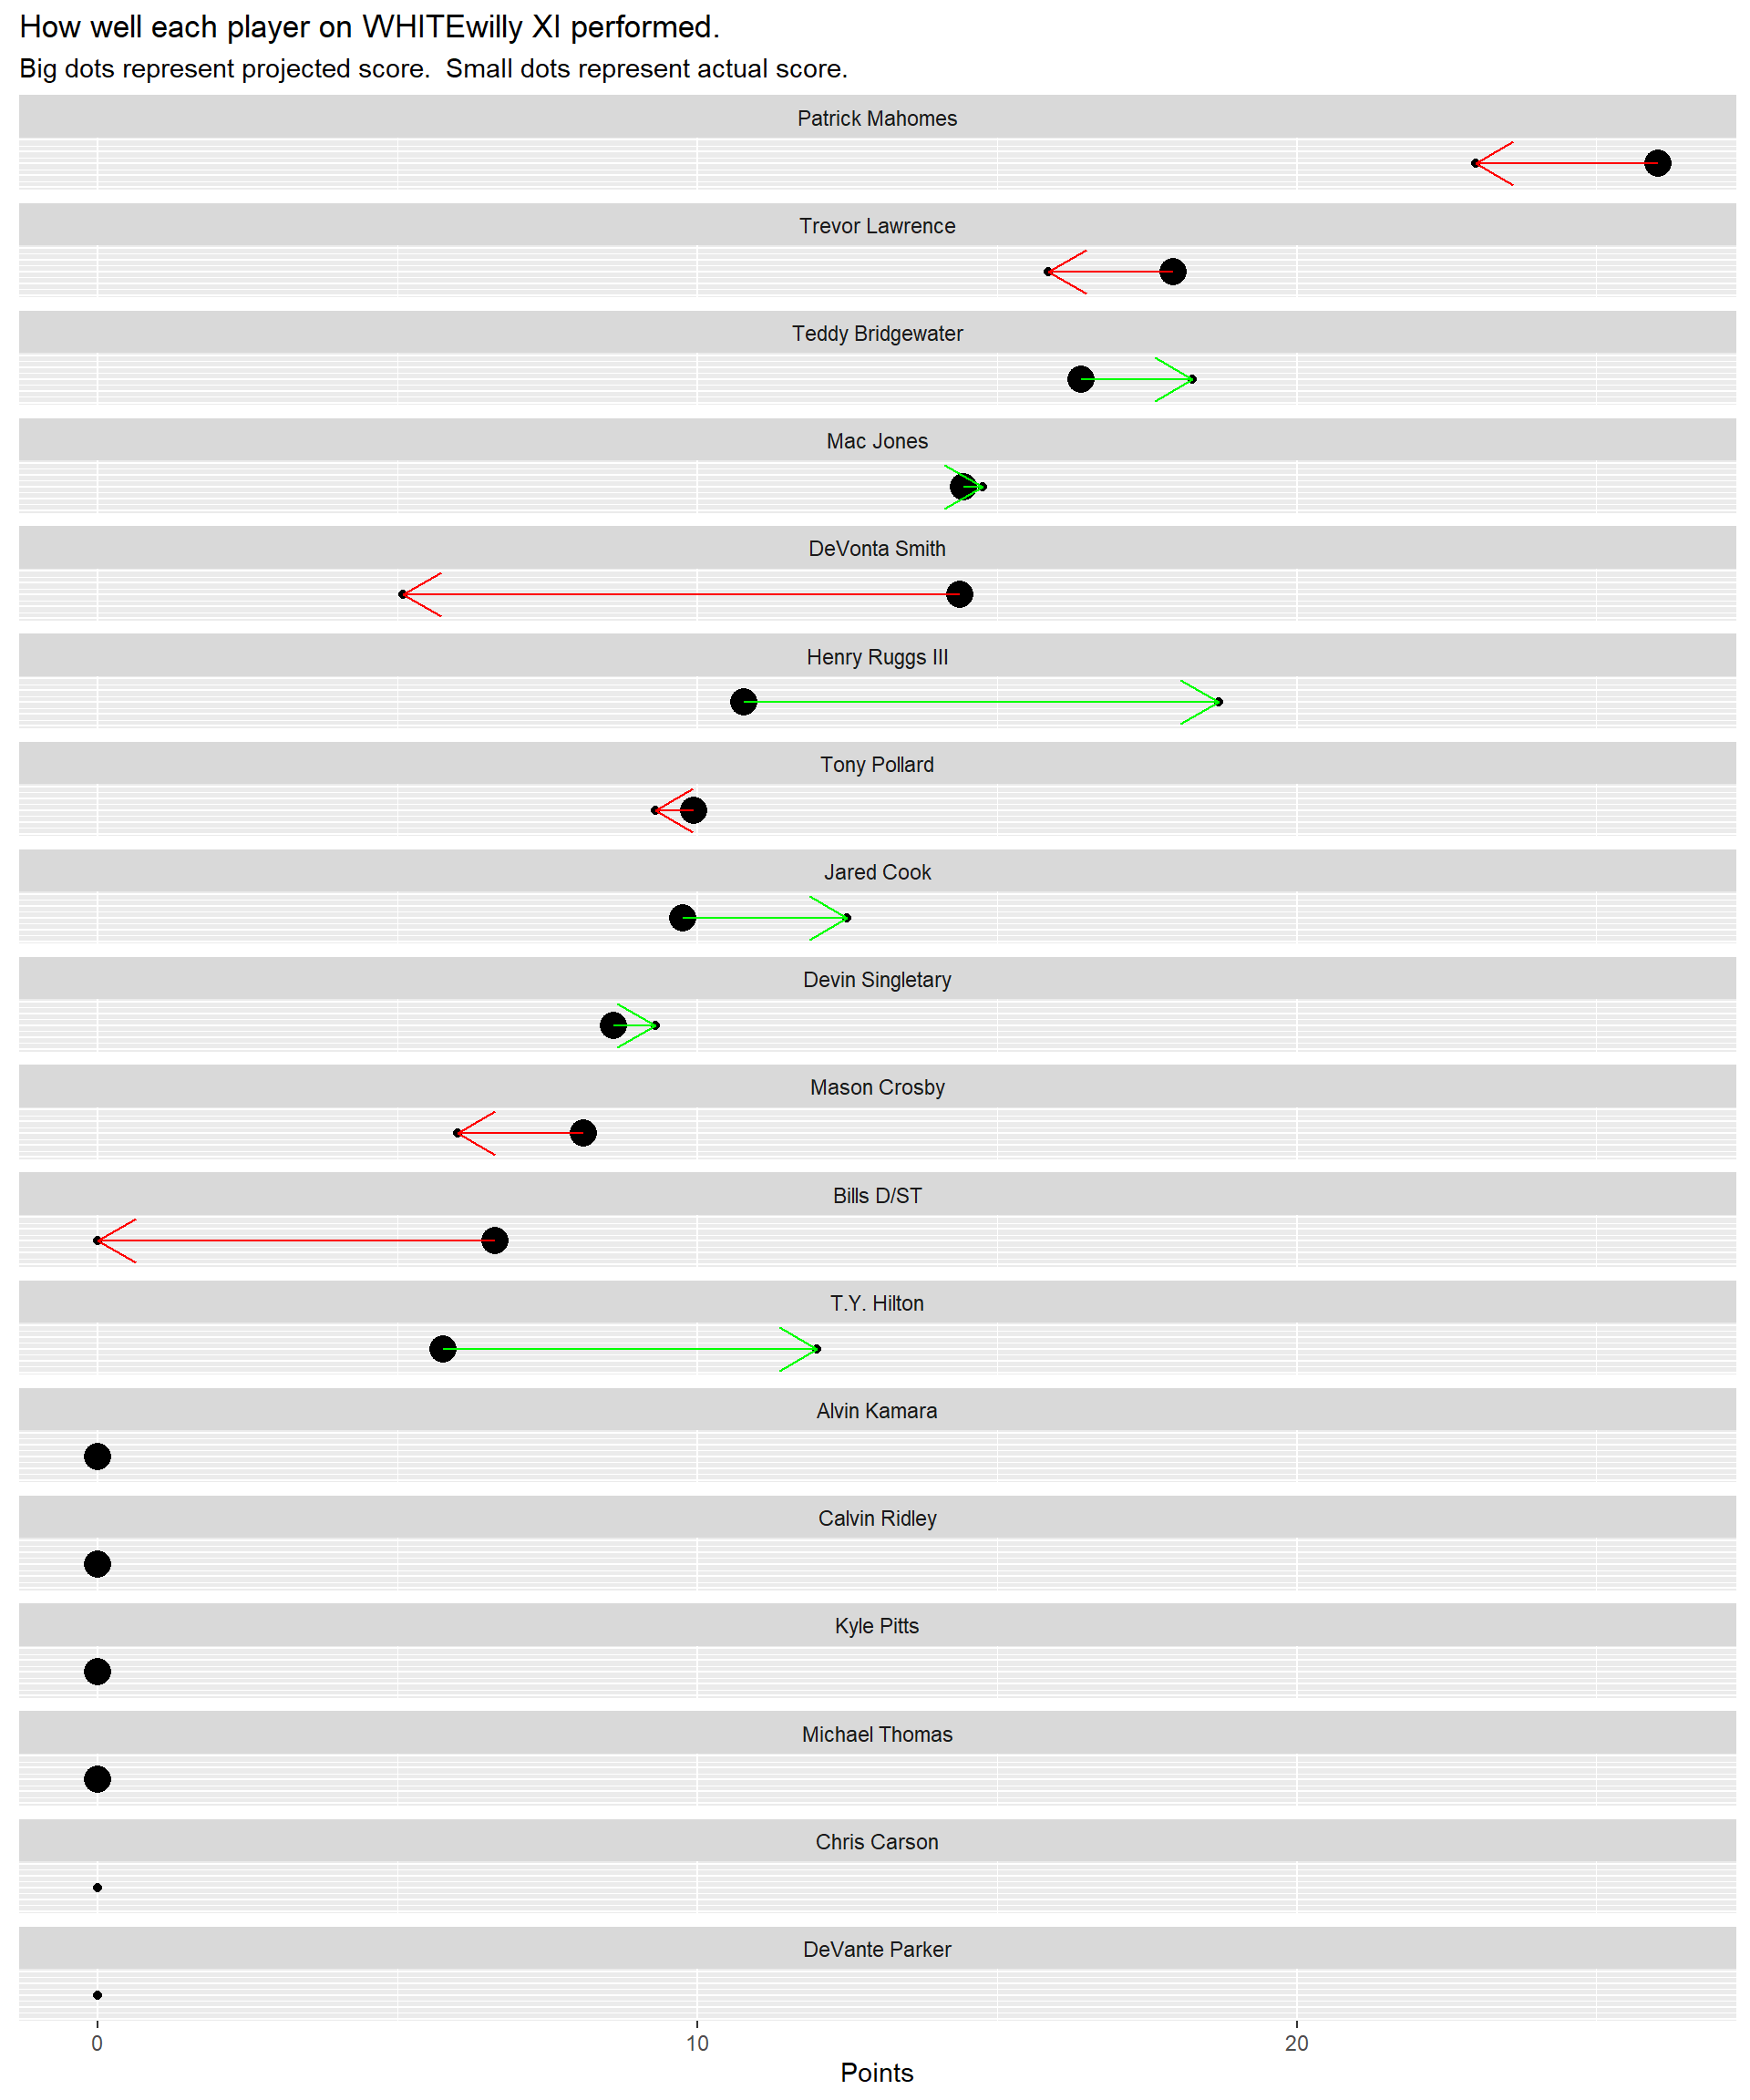 How well each player on WHITEwilly XI performed.
Big dots represent projected score.  Small dots represent actual score.
Patrick Mahomes
Trevor Lawrence
Teddy Bridgewater
Mac Jones
DeVonta Smith
Henry Ruggs III
Tony Pollard
Jared Cook
Devin Singletary
Mason Crosby
Bills D/ST
T.Y. Hilton
Alvin Kamara
Calvin Ridley
Kyle Pitts
Michael Thomas
Chris Carson
DeVante Parker
0 10 20
Points